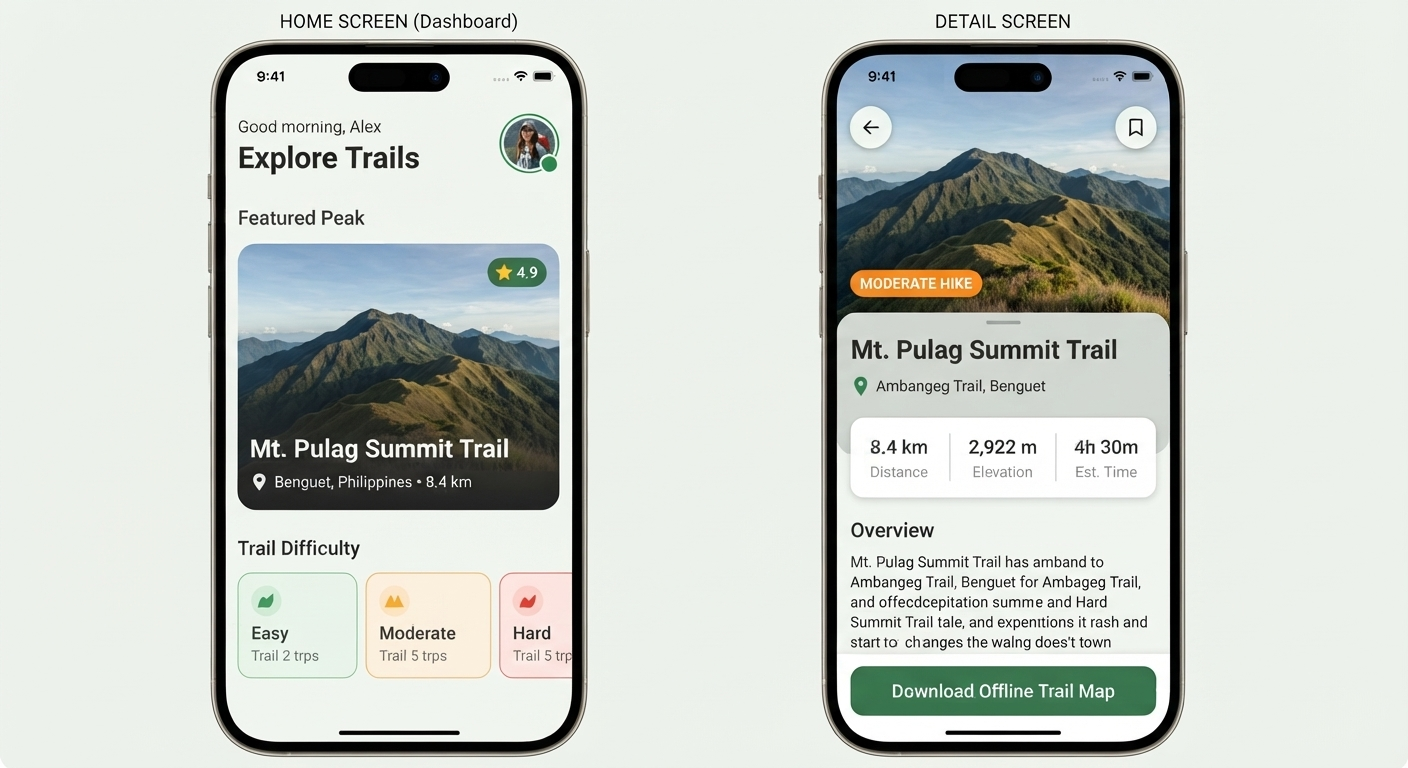 HOME SCREEN (Dashboard)
9:41
Good morning, Alex
Explore Trails
Featured Peak
4.9
Mt. Pulag Summit Trail
Benguet, Philippines • 8.4 km
Trail Difficulty
Easy
Trail 2 trps
Moderate
Trail 5 trps
Hard
Trail 5 trp
DETAIL SCREEN
9:41
MODERATE HIKE
Mt. Pulag Summit Trail
Ambangeg Trail, Benguet
8.4 km
Distance
2,922 m
Elevation
4h 30m
Est. Time
Overview
Mt. Pulag Summit Trail has amband to
Ambangeg Trail, Benguet for Ambageg Trail,
and offecdcepitation summe and Hard
Summit Trail tale, and expentions it rash and
start to changes the walng does't town
Download Offline Trail Map